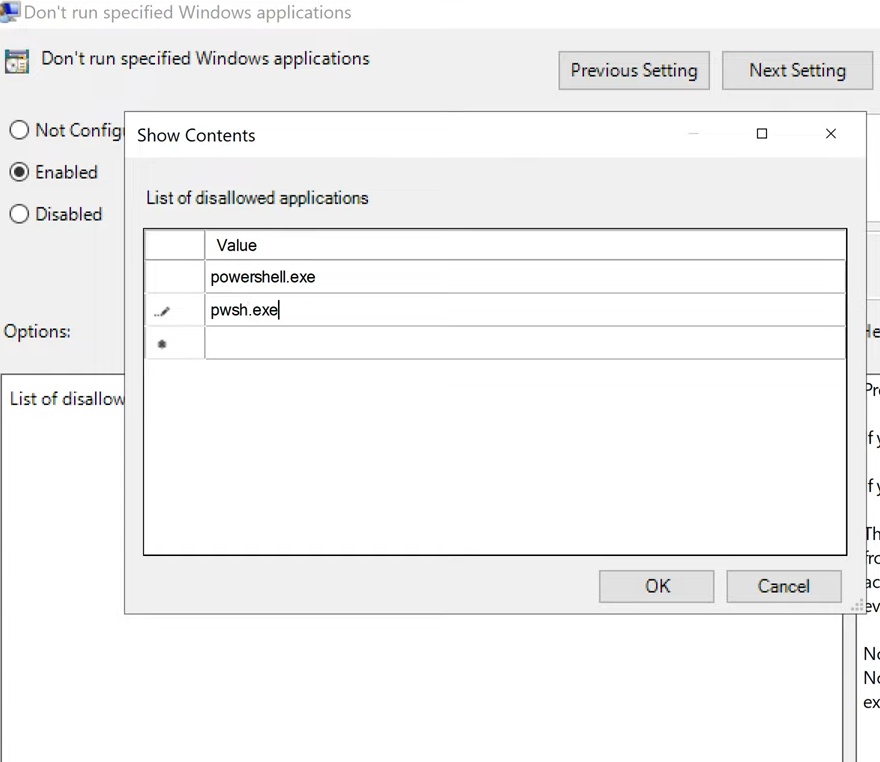 Don't run specified Windows applications
Don't run specified Windows applications
Previous Setting
Next Setting
Not Config
Enabled
Disabled
Show Contents
List of disallowed applications
Value
powershell.exe
pwsh.exe
OK
Cancel
Options:
List of disallow